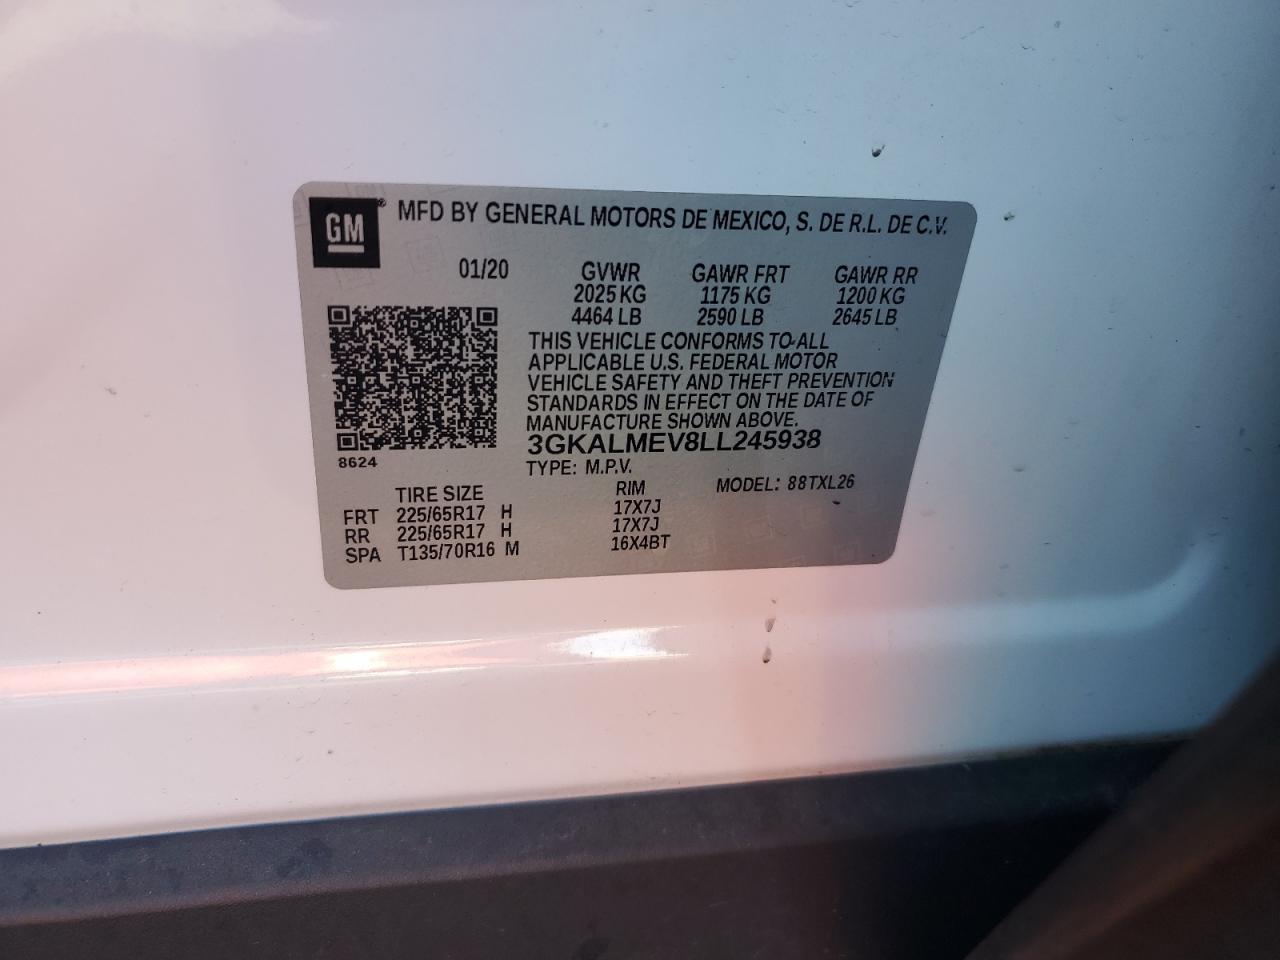 GM ® MFD BY GENERAL MOTORS DE MEXICO, S. DE R.L. DE C.V.
01/20 GVWR GAWR FRT GAWR RR
2025 KG 1175 KG 1200 KG
4464 LB 2590 LB 2645 LB
THIS VEHICLE CONFORMS TO ALL
APPLICABLE U.S. FEDERAL MOTOR
VEHICLE SAFETY AND THEFT PREVENTION
STANDARDS IN EFFECT ON THE DATE OF
MANUFACTURE SHOWN ABOVE.
3GKALMEV8LL245938
8624
TYPE: M.P.V. MODEL: 88TXL26
TIRE SIZE RIM
FRT 225/65R17 H 17X7J
RR 225/65R17 H 17X7J
SPA T135/70R16 M 16X4BT